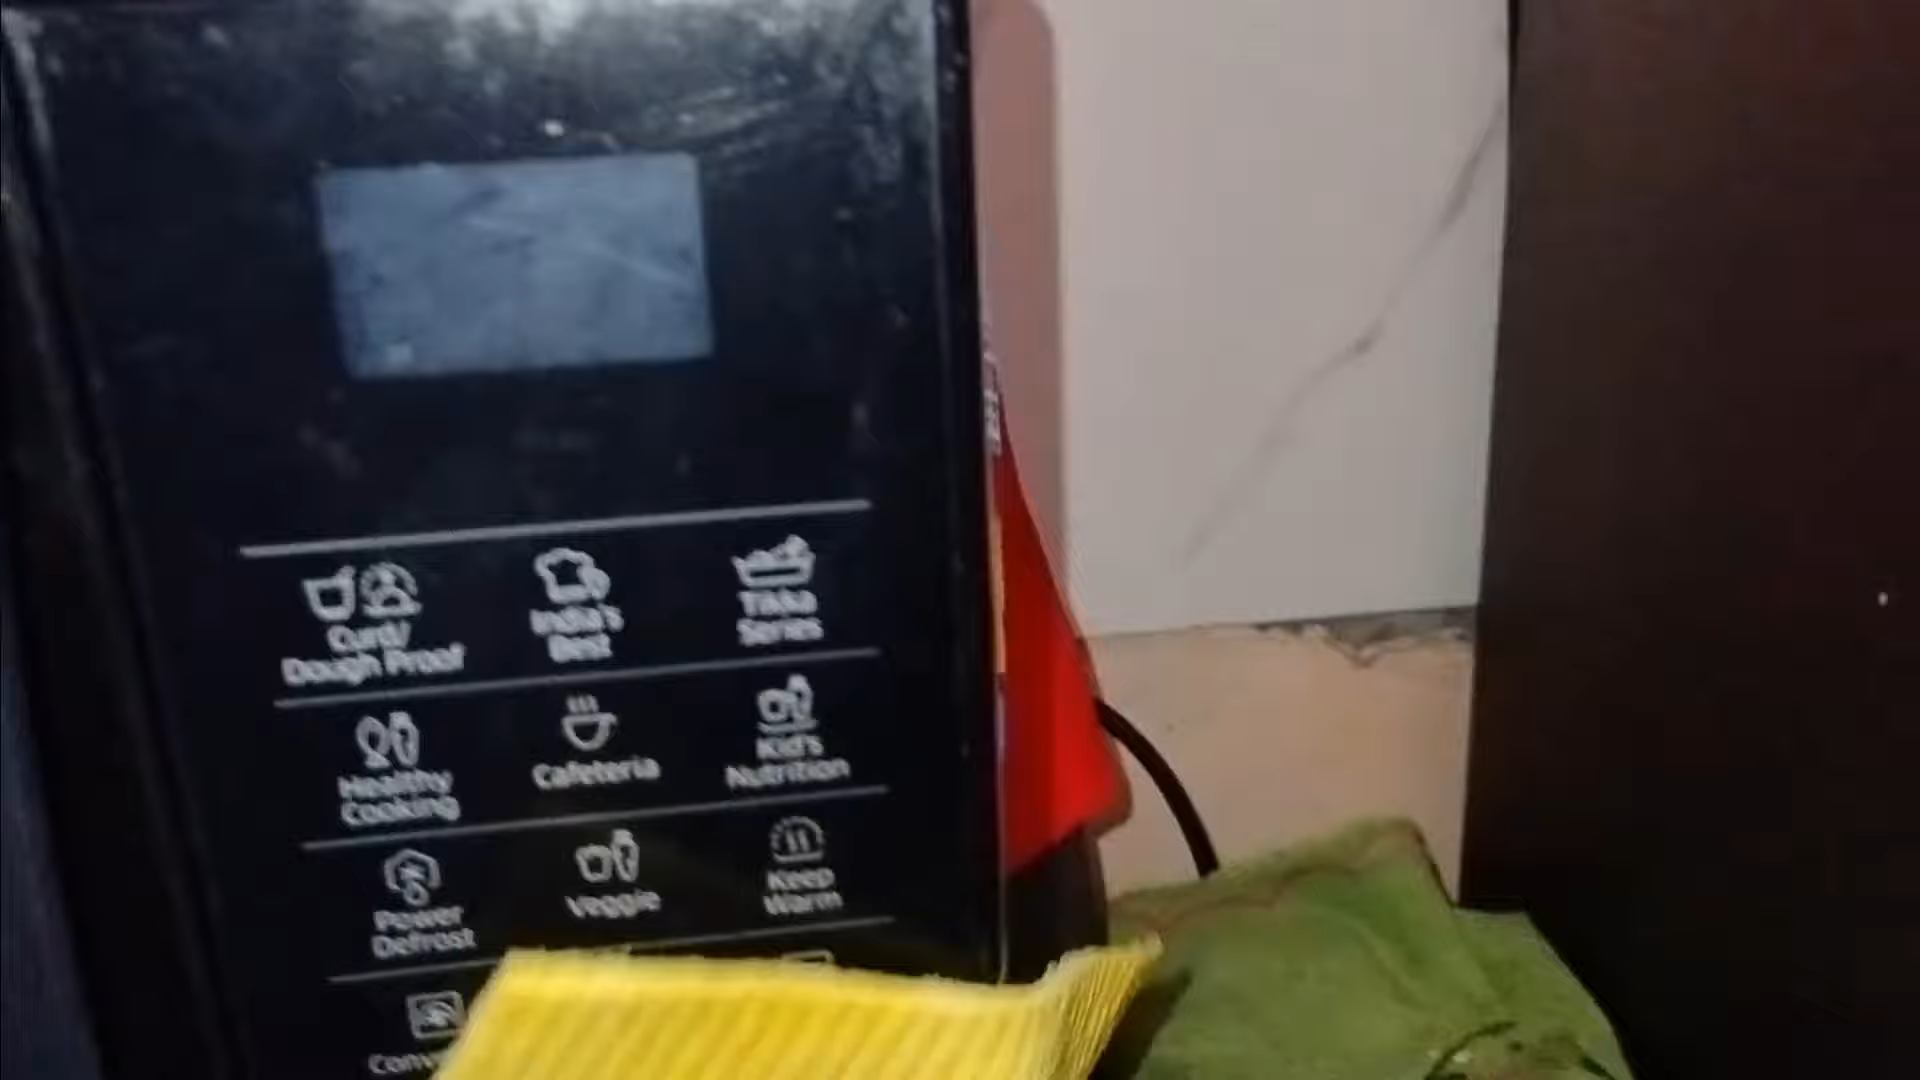 Curd/
Dough Proof
India's
Best
Tikka
Series
Healthy
Cooking
Cafeteria
Kid's
Nutrition
Power
Defrost
Veggie
Keep
Warm